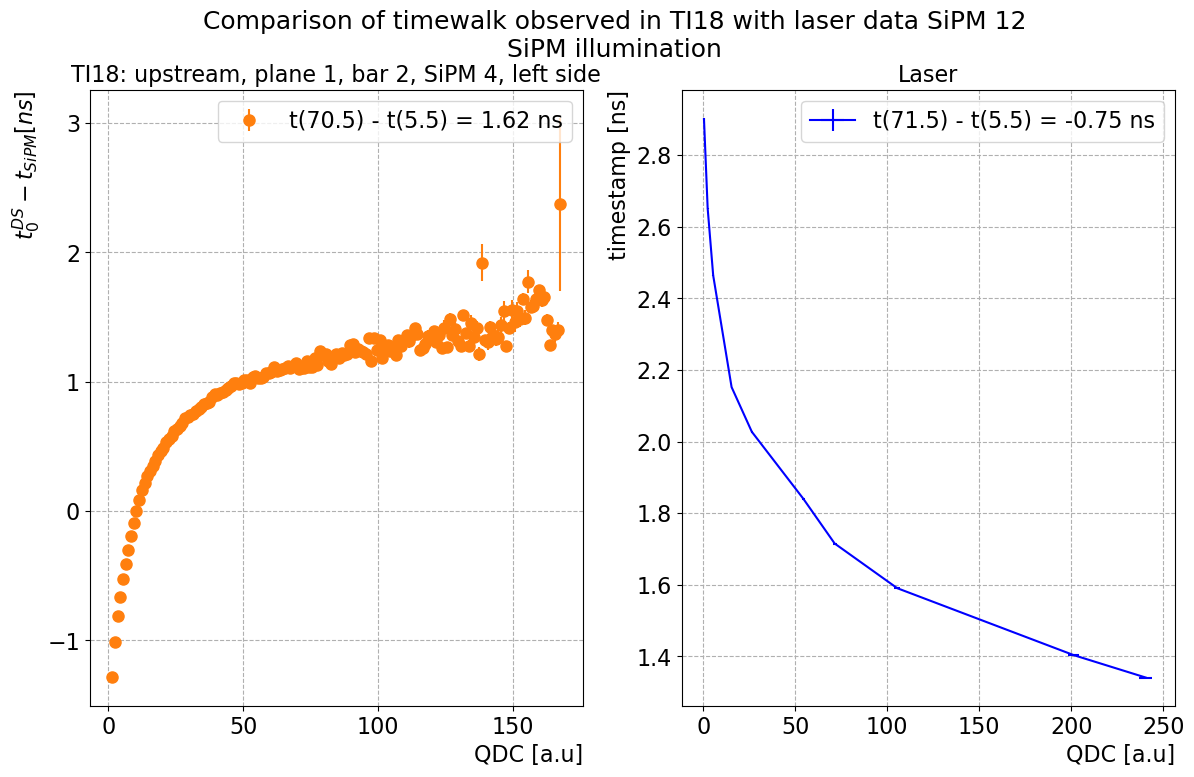 Comparison of timewalk observed in TI18 with laser data SiPM 12
SiPM illumination
TI18: upstream, plane 1, bar 2, SiPM 4, left side
t(70.5) - t(5.5) = 1.62 ns
t_0^{DS} − t_{SiPM}[ns]
3
2
1
0
−1
0 50 100 150
QDC [a.u]
Laser
t(71.5) - t(5.5) = -0.75 ns
timestamp [ns]
2.8
2.6
2.4
2.2
2.0
1.8
1.6
1.4
0 50 100 150 200 250
QDC [a.u]